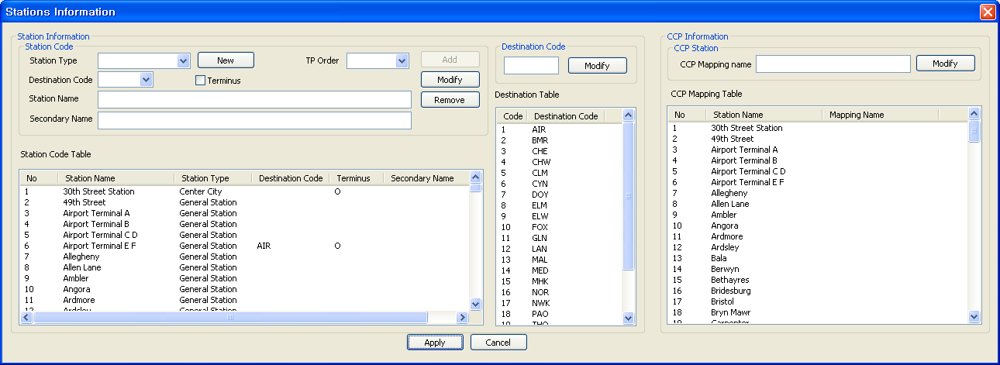 Stations Information
Station Information
Station Code
Station Type New TP Order Add
Destination Code Terminus Modify
Station Name Remove
Secondary Name
Station Code Table
No Station Name Station Type Destination Code Terminus Secondary Name
1 30th Street Station Center City O
2 49th Street General Station
3 Airport Terminal A General Station
4 Airport Terminal B General Station
5 Airport Terminal C D General Station
6 Airport Terminal E F General Station AIR O
7 Allegheny General Station
8 Allen Lane General Station
9 Ambler General Station
10 Angora General Station
11 Ardmore General Station
12 Ardsley General Station
Destination Code
Modify
Destination Table
Code Destination Code
1 AIR
2 BMR
3 CHE
4 CHW
5 CLM
6 CYN
7 DOY
8 ELM
9 ELW
10 FOX
11 GLN
12 LAN
13 MAL
14 MED
15 MHK
16 NOR
17 NWK
18 PAO
19 THO
CCP Information
CCP Station
CCP Mapping name Modify
CCP Mapping Table
No Station Name Mapping Name
1 30th Street Station
2 49th Street
3 Airport Terminal A
4 Airport Terminal B
5 Airport Terminal C D
6 Airport Terminal E F
7 Allegheny
8 Allen Lane
9 Ambler
10 Angora
11 Ardmore
12 Ardsley
13 Bala
14 Berwyn
15 Bethayres
16 Bridesburg
17 Bristol
18 Bryn Mawr
19 Carpenter
Apply Cancel